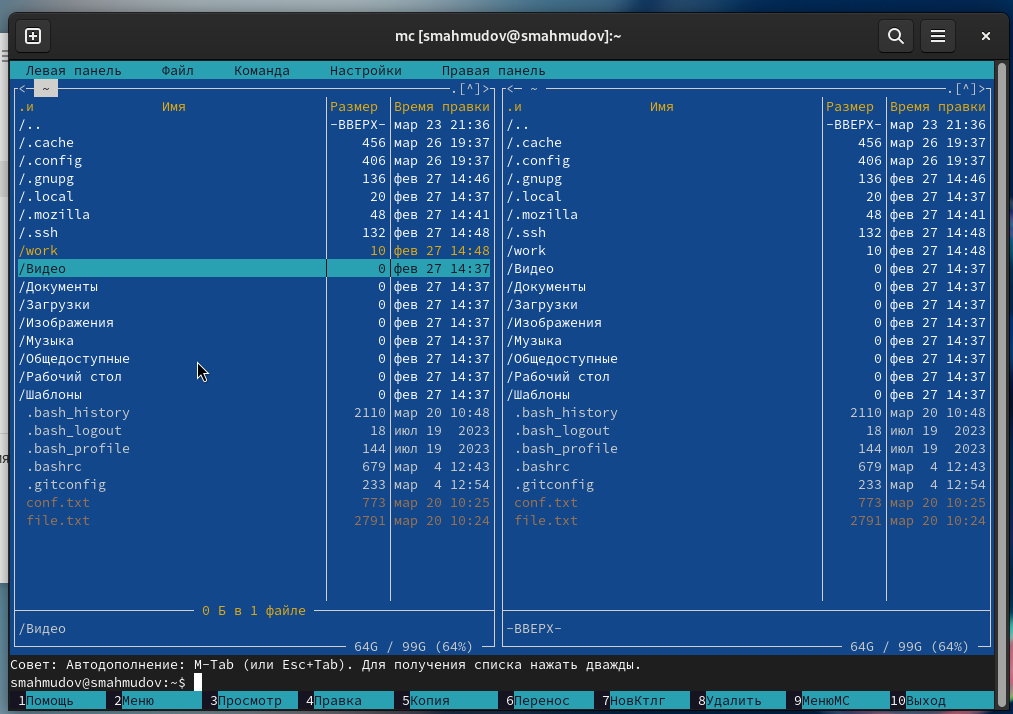 mc [smahmudov@smahmudov]:~
Левая панель Файл Команда Настройки Правая панель
<- ~ .[^]> <- ~ .[^]>
.и Имя Размер Время правки .и Имя Размер Время правки
/.. -ВВЕРХ- мар 23 21:36 /.. -ВВЕРХ- мар 23 21:36
/.cache 456 мар 26 19:37 /.cache 456 мар 26 19:37
/.config 406 мар 26 19:37 /.config 406 мар 26 19:37
/.gnupg 136 фев 27 14:46 /.gnupg 136 фев 27 14:46
/.local 20 фев 27 14:37 /.local 20 фев 27 14:37
/.mozilla 48 фев 27 14:41 /.mozilla 48 фев 27 14:41
/.ssh 132 фев 27 14:48 /.ssh 132 фев 27 14:48
/work 10 фев 27 14:48 /work 10 фев 27 14:48
/Видео 0 фев 27 14:37 /Видео 0 фев 27 14:37
/Документы 0 фев 27 14:37 /Документы 0 фев 27 14:37
/Загрузки 0 фев 27 14:37 /Загрузки 0 фев 27 14:37
/Изображения 0 фев 27 14:37 /Изображения 0 фев 27 14:37
/Музыка 0 фев 27 14:37 /Музыка 0 фев 27 14:37
/Общедоступные 0 фев 27 14:37 /Общедоступные 0 фев 27 14:37
/Рабочий стол 0 фев 27 14:37 /Рабочий стол 0 фев 27 14:37
/Шаблоны 0 фев 27 14:37 /Шаблоны 0 фев 27 14:37
.bash_history 2110 мар 20 10:48 .bash_history 2110 мар 20 10:48
.bash_logout 18 июл 19 2023 .bash_logout 18 июл 19 2023
.bash_profile 144 июл 19 2023 .bash_profile 144 июл 19 2023
.bashrc 679 мар 4 12:43 .bashrc 679 мар 4 12:43
.gitconfig 233 мар 4 12:54 .gitconfig 233 мар 4 12:54
conf.txt 773 мар 20 10:25 conf.txt 773 мар 20 10:25
file.txt 2791 мар 20 10:24 file.txt 2791 мар 20 10:24
0 Б в 1 файле
/Видео -ВВЕРХ-
64G / 99G (64%) 64G / 99G (64%)
Совет: Автодополнение: M-Tab (или Esc+Tab). Для получения списка нажать дважды.
smahmudov@smahmudov:~$
1Помощь 2Меню 3Просмотр 4Правка 5Копия 6Перенос 7НовКтлг 8Удалить 9МенюМС 10Выход